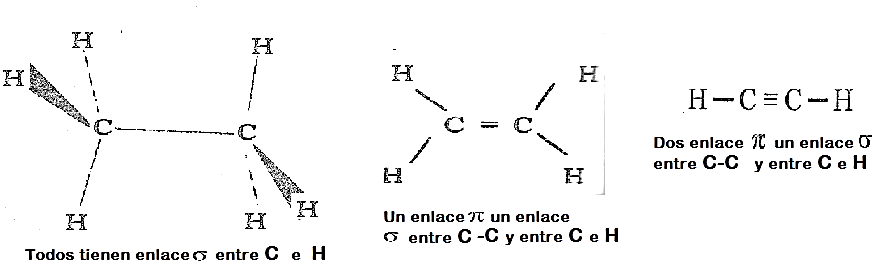 H H
H
C C
H H H
Todos tienen enlace σ entre C e H
H H
C = C
H H
Un enlace π un enlace
σ entre C -C y entre C e H
H-C≡C-H
Dos enlace π un enlace σ
entre C-C y entre C e H